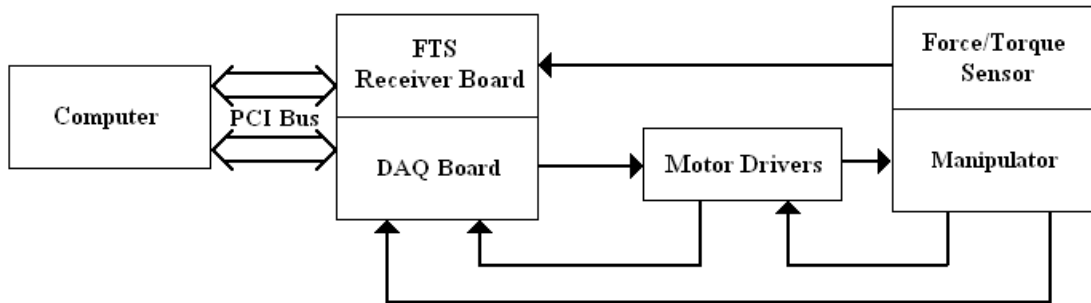 Computer
PCI Bus
FTS
Receiver Board
DAQ Board
Motor Drivers
Force/Torque
Sensor
Manipulator